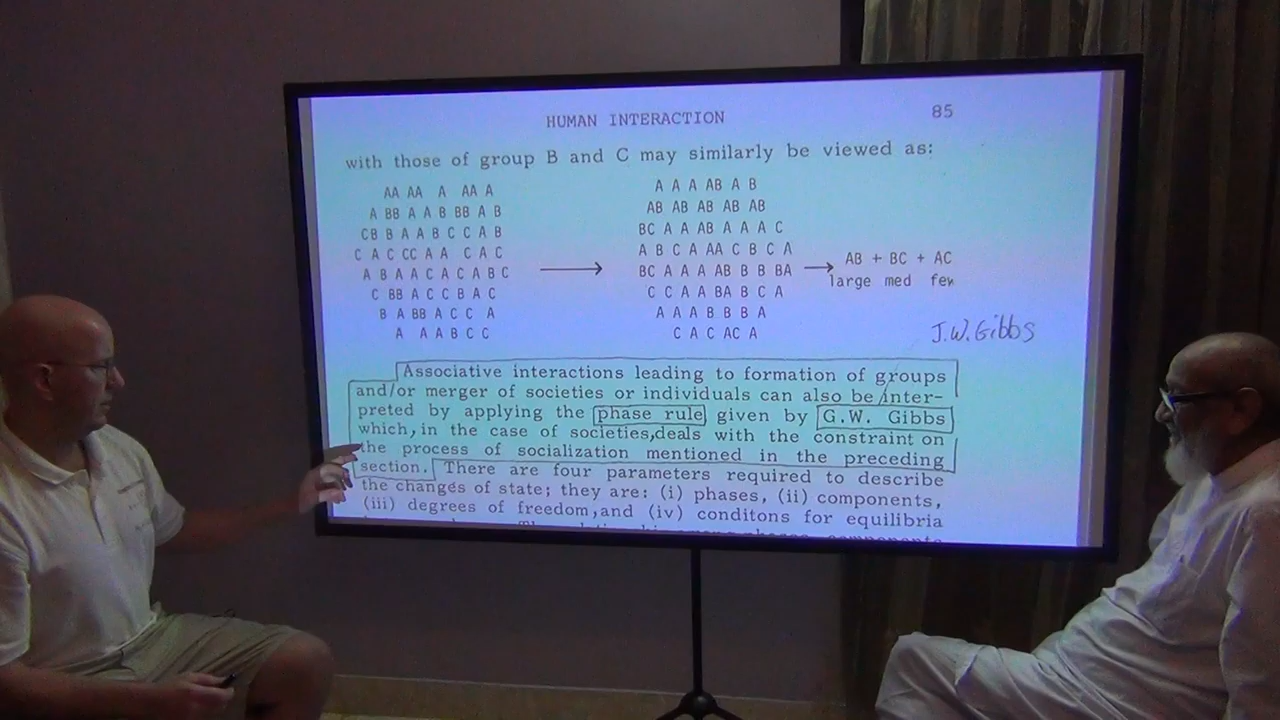 HUMAN INTERACTION 85
with those of group B and C may similarly be viewed as:
AA AA A AA A
A BB A A B BB A B
CB B A A B C C A B
C A C CC A A C A C
A B A A C A C A B C
C BB A C C B A C
B A BB A C C A
A A A B C C
A A A AB A B
AB AB AB AB AB
BC A A AB A A A C
A B C A AA C B C A
BC A A A AB B B BA
C C A A BA B C A
A A A B B B A
C A C AC A
AB + BC + AC
large med few
J.W. Gibbs
Associative interactions leading to formation of groups
and/or merger of societies or individuals can also be inter-
preted by applying the phase rule given by G.W. Gibbs
which, in the case of societies,deals with the constraint on
the process of socialization mentioned in the preceding
section. There are four parameters required to describe
the changes of state; they are: (i) phases, (ii) components,
(iii) degrees of freedom,and (iv) conditons for equilibria